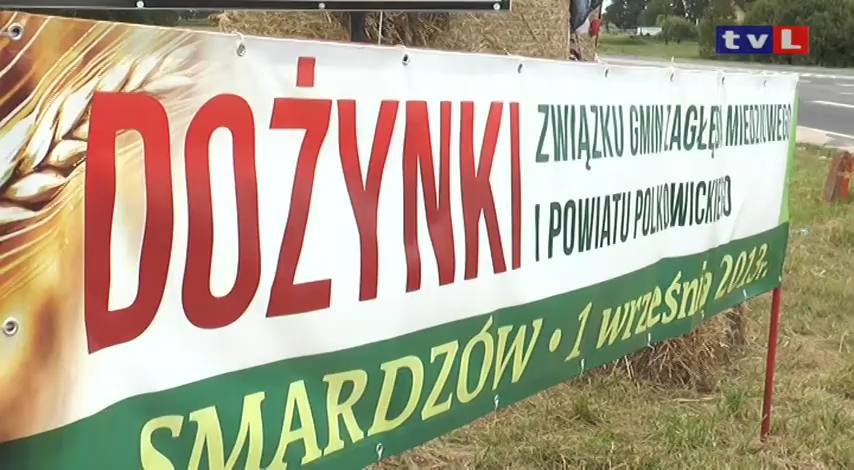 tvL
DOŻYNKI
ZWIĄZKU GMIN ZAGŁĘBIA MIEDZIOWEGO
I POWIATU POLKOWICKIEGO
SMARDZÓW • 1 września 2013r.